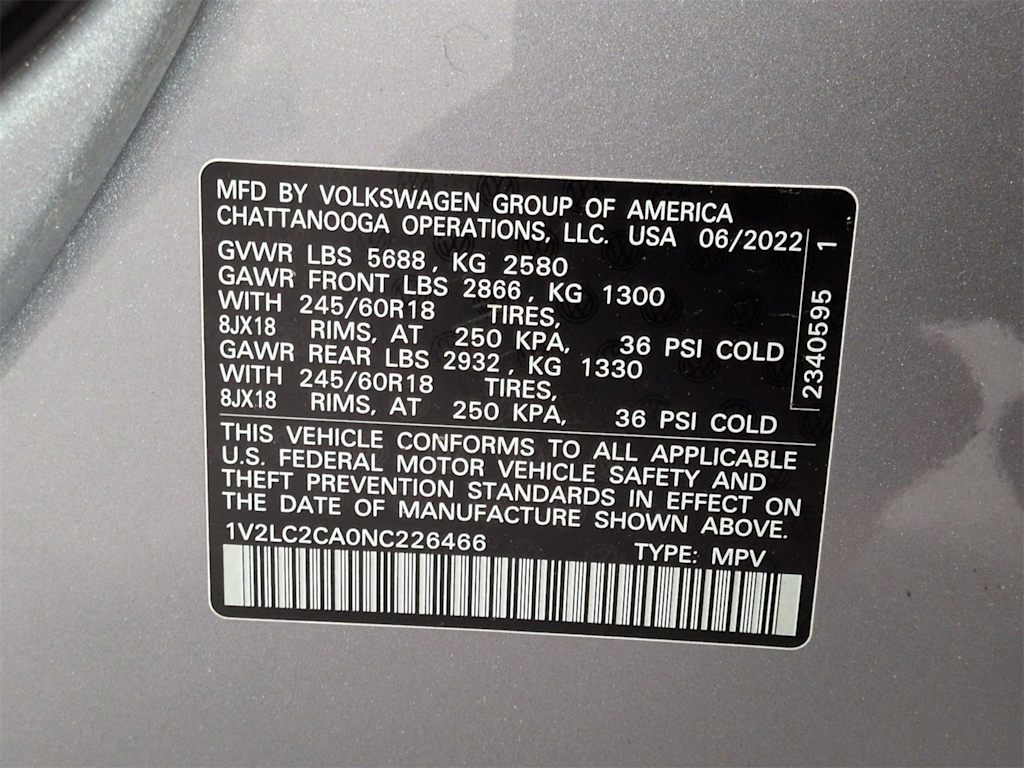 MFD BY VOLKSWAGEN GROUP OF AMERICA
CHATTANOOGA OPERATIONS, LLC. USA 06/2022
GVWR LBS 5688, KG 2580
GAWR FRONT LBS 2866, KG 1300
WITH 245/60R18 TIRES,
8JX18 RIMS, AT 250 KPA, 36 PSI COLD
GAWR REAR LBS 2932, KG 1330
WITH 245/60R18 TIRES,
8JX18 RIMS, AT 250 KPA, 36 PSI COLD
2340595 1
THIS VEHICLE CONFORMS TO ALL APPLICABLE
U.S. FEDERAL MOTOR VEHICLE SAFETY AND
THEFT PREVENTION STANDARDS IN EFFECT ON
THE DATE OF MANUFACTURE SHOWN ABOVE.
1V2LC2CA0NC226466 TYPE: MPV